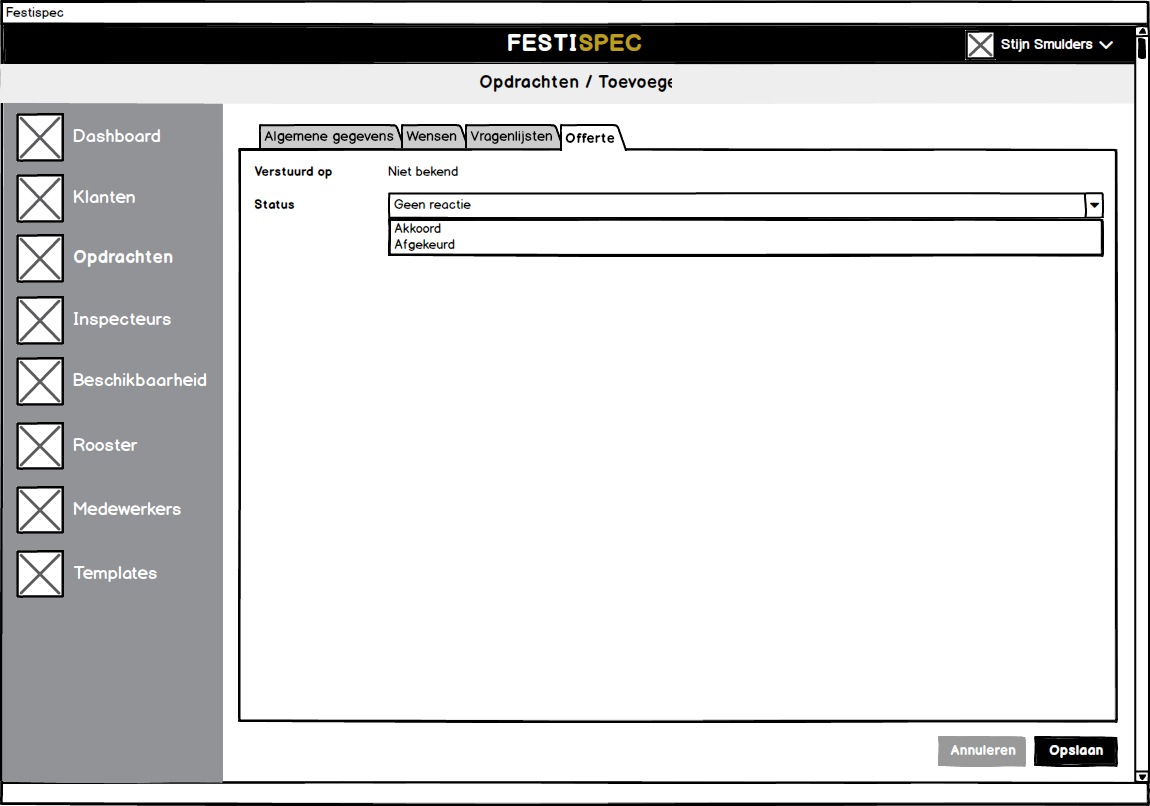 Festispec
FESTISPEC
Stijn Smulders
Opdrachten / Toevoege
Dashboard
Klanten
Opdrachten
Inspecteurs
Beschikbaarheid
Rooster
Medewerkers
Templates
Algemene gegevens Wensen Vragenlijsten Offerte
Verstuurd op Niet bekend
Status Geen reactie
Akkoord
Afgekeurd
Annuleren Opslaan